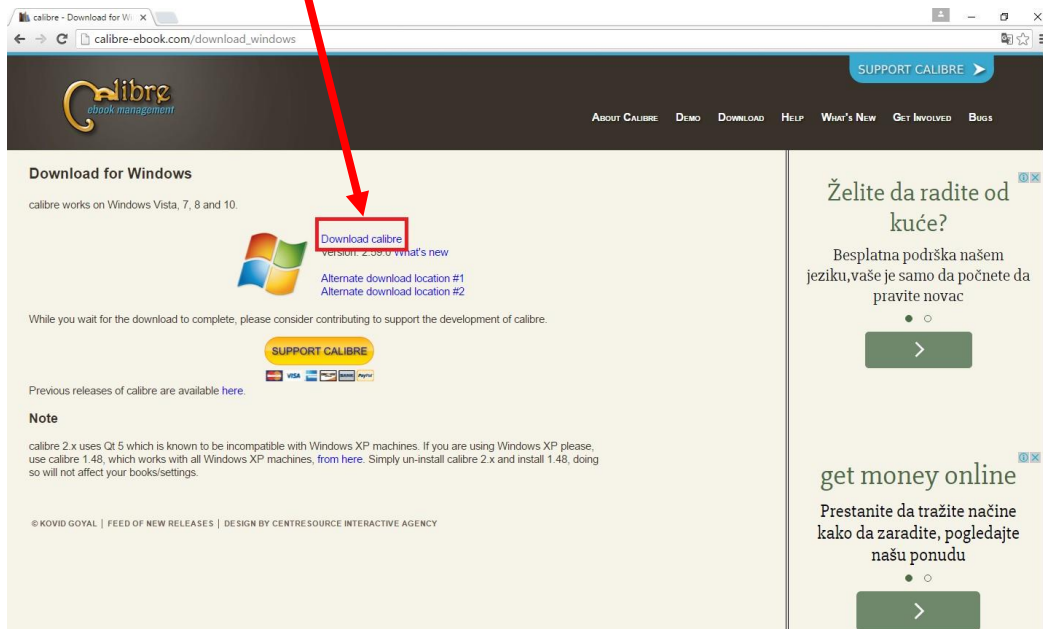 calibre - Download for Wi
calibre-ebook.com/download_windows
SUPPORT CALIBRE
Calibre
ebook management
About Calibre Demo Download Help What's New Get Involved Bugs
Download for Windows
calibre works on Windows Vista, 7, 8 and 10.
Download calibre
Version: 2.59.0 What's new
Alternate download location #1
Alternate download location #2
While you wait for the download to complete, please consider contributing to support the development of calibre.
SUPPORT CALIBRE
VISA
PayPal
Previous releases of calibre are available here.
Note
calibre 2.x uses Qt 5 which is known to be incompatible with Windows XP machines. If you are using Windows XP please,
use calibre 1.48, which works with all Windows XP machines, from here. Simply un-install calibre 2.x and install 1.48, doing
so will not affect your books/settings.
© KOVID GOYAL | FEED OF NEW RELEASES | DESIGN BY CENTRESOURCE INTERACTIVE AGENCY
Želite da radite od
kuće?
Besplatna podrška našem
jeziku,vaše je samo da počnete da
pravite novac
get money online
Prestanite da tražite načine
kako da zaradite, pogledajte
našu ponudu